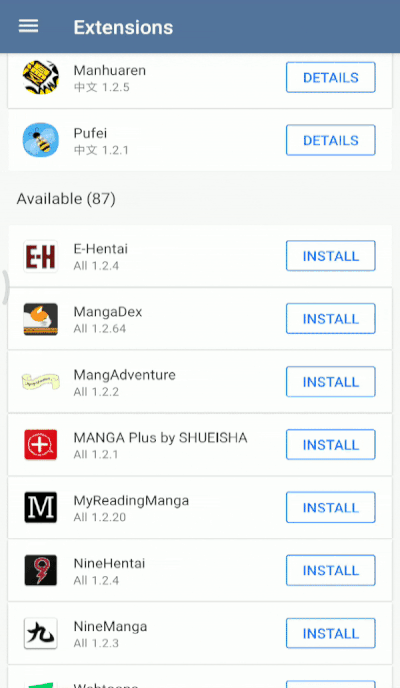 Extensions
Manhuaren
中文 1.2.5
DETAILS
Pufei
中文 1.2.1
DETAILS
Available (87)
E-H
E-Hentai
All 1.2.4
INSTALL
MangaDex
All 1.2.64
INSTALL
MangAdventure
All 1.2.2
INSTALL
MANGA Plus by SHUEISHA
All 1.2.1
INSTALL
M
MyReadingManga
All 1.2.20
INSTALL
NineHentai
All 1.2.4
INSTALL
九
NineManga
All 1.2.3
INSTALL